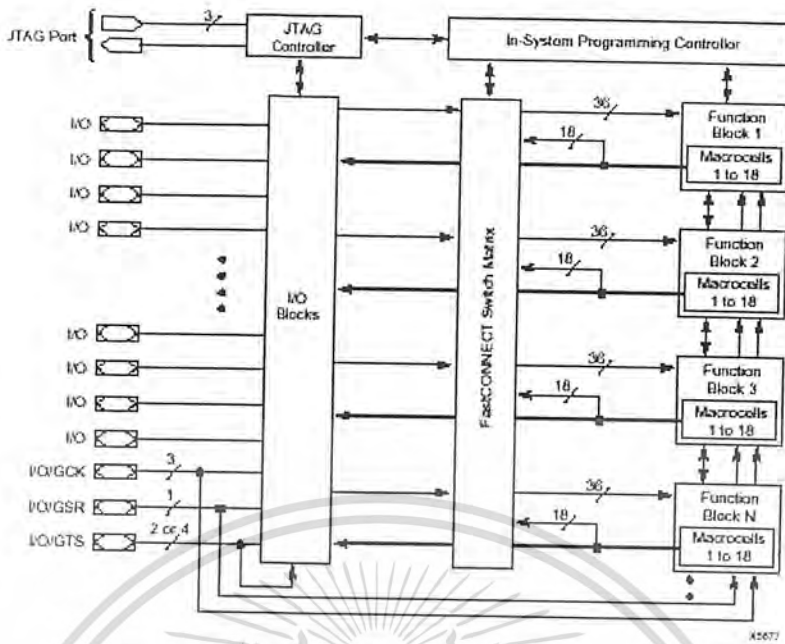 JTAG Port
3
JTAG
Controller
In-System Programming Controller
I/O
I/O
I/O
I/O
I/O
I/O
I/O
I/O
I/O/GCK
3
I/O/GSR
1
I/O/GTS
2 or 4
I/O
Blocks
FastCONNECT Switch Matrix
36
18
Function
Block 1
Macrocells
1 to 18
36
18
Function
Block 2
Macrocells
1 to 18
36
18
Function
Block 3
Macrocells
1 to 18
36
18
Function
Block N
Macrocells
1 to 18
X5877